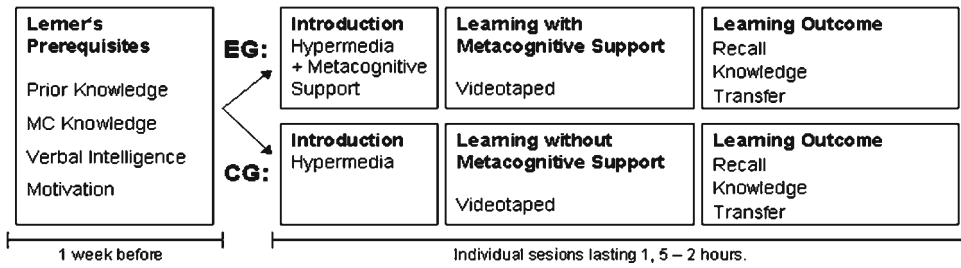 Lerner's
Prerequisites
Prior Knowledge
MC Knowledge
Verbal Intelligence
Motivation
EG:
Introduction
Hypermedia
+ Metacognitive
Support
Learning with
Metacognitive Support
Videotaped
Learning Outcome
Recall
Knowledge
Transfer
CG:
Introduction
Hypermedia
Learning without
Metacognitive Support
Videotaped
Learning Outcome
Recall
Knowledge
Transfer
1 week before
Individual sesions lasting 1, 5 – 2 hours.